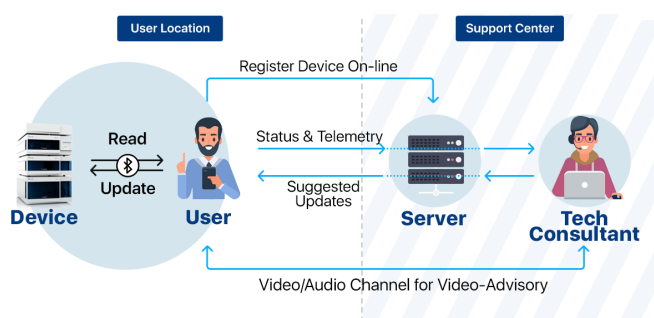 User Location
Support Center
Register Device On-line
Read
Update
Status & Telemetry
Suggested
Updates
Device
User
Server
Tech
Consultant
Video/Audio Channel for Video-Advisory